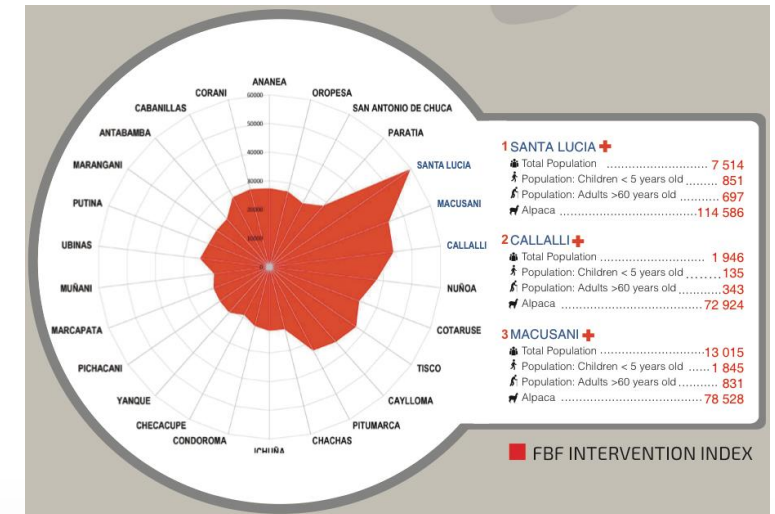 ANANEA
OROPESA
SAN ANTONIO DE CHUCA
PARATIA
SANTA LUCIA
MACUSANI
CALLALLI
NUÑOA
COTARUSE
TISCO
CAYLLOMA
PITUMARCA
CHACHAS
ICHUÑA
CONDOROMA
CHECACUPE
YANQUE
PICHACANI
MARCAPATA
MUÑANI
UBINAS
PUTINA
MARANGANI
ANTABAMBA
CABANILLAS
CORANI
60000
50000
40000
30000
20000
10000
0
1 SANTA LUCIA
Total Population ............................ 7 514
Population: Children < 5 years old ......... 851
Population: Adults >60 years old ........... 697
Alpaca ......................................114 586
2 CALLALLI
Total Population ............................ 1 946
Population: Children < 5 years old ........ 135
Population: Adults >60 years old ............ 343
Alpaca ...................................... 72 924
3 MACUSANI
Total Population .............................13 015
Population: Children < 5 years old ...... 1 845
Population: Adults >60 years old ........... 831
Alpaca ...................................... 78 528
FBF INTERVENTION INDEX